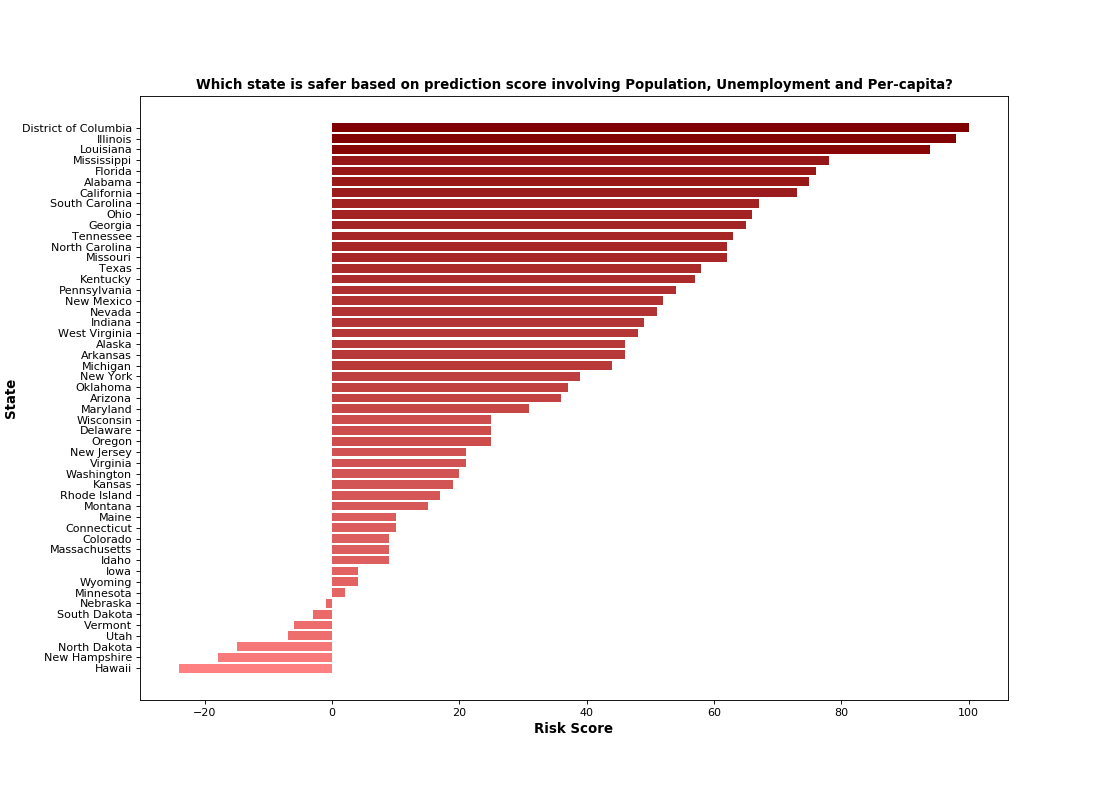 Which state is safer based on prediction score involving Population, Unemployment and Per-capita?
State
District of Columbia
Illinois
Louisiana
Mississippi
Florida
Alabama
California
South Carolina
Ohio
Georgia
Tennessee
North Carolina
Missouri
Texas
Kentucky
Pennsylvania
New Mexico
Nevada
Indiana
West Virginia
Alaska
Arkansas
Michigan
New York
Oklahoma
Arizona
Maryland
Wisconsin
Delaware
Oregon
New Jersey
Virginia
Washington
Kansas
Rhode Island
Montana
Maine
Connecticut
Colorado
Massachusetts
Idaho
Iowa
Wyoming
Minnesota
Nebraska
South Dakota
Vermont
Utah
North Dakota
New Hampshire
Hawaii
−20 0 20 40 60 80 100
Risk Score